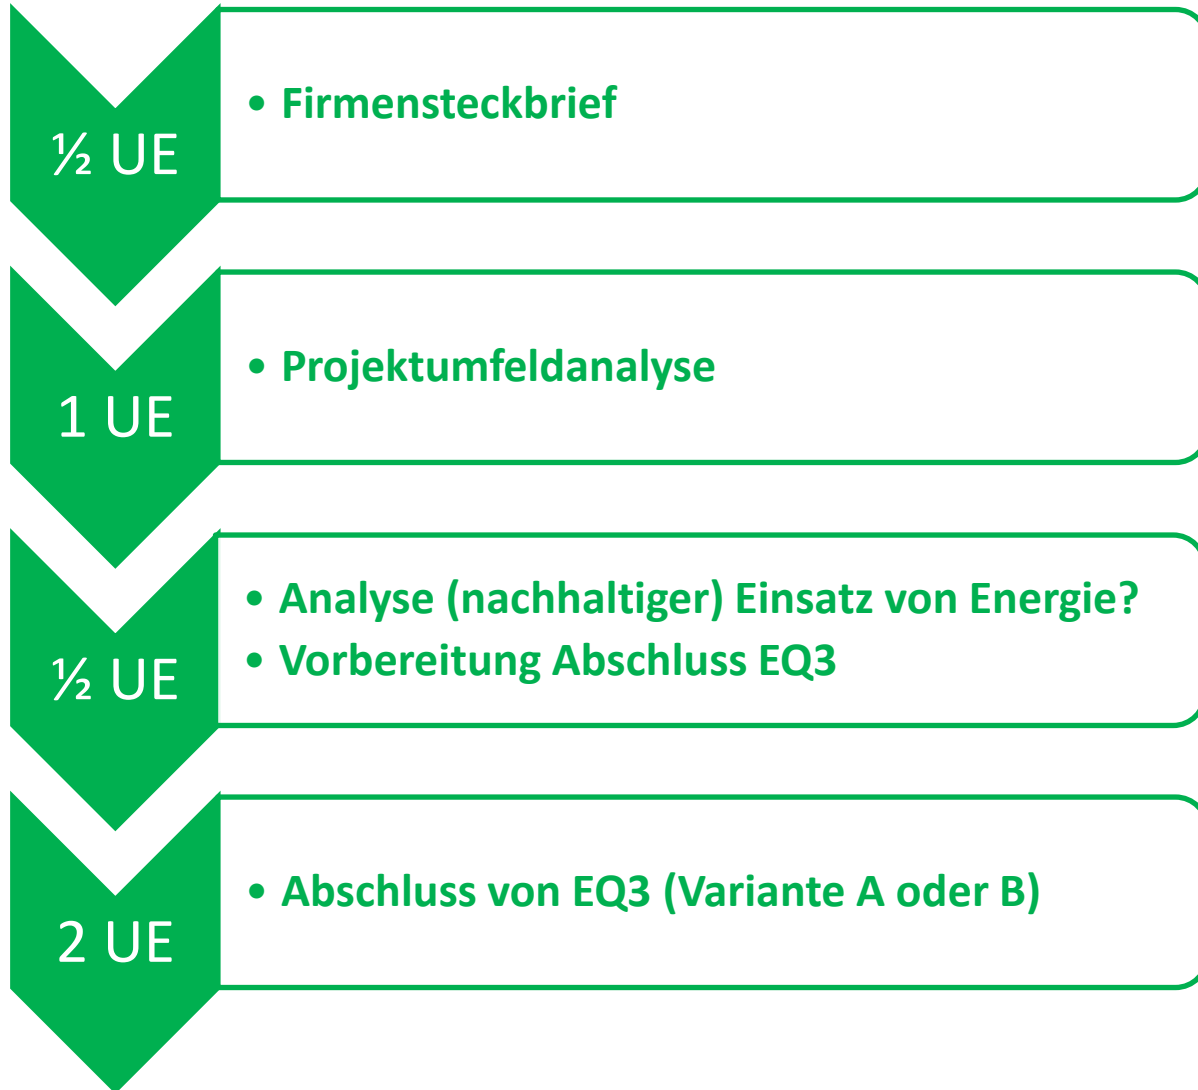 ½ UE
• Firmensteckbrief
1 UE
• Projektumfeldanalyse
½ UE
• Analyse (nachhaltiger) Einsatz von Energie?
• Vorbereitung Abschluss EQ3
2 UE
• Abschluss von EQ3 (Variante A oder B)